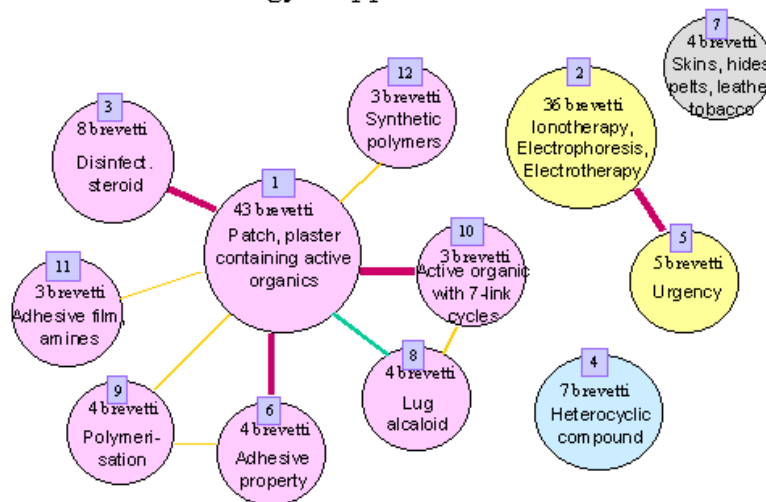 7
4 brevetti
Skins, hides
pelts, leathe
tobacco
12
3 brevetti
Synthetic
polymers
2
36 brevetti
Ionotherapy,
Electrophoresis,
Electrotherapy
3
8 brevetti
Disinfect.
steroid
1
43 brevetti
Patch, plaster
containing active
organics
10
3 brevetti
Active organic
with 7-link
cycles
5
5 brevetti
Urgency
11
3 brevetti
Adhesive film,
amines
8
4 brevetti
Lug
alcaloid
4
7 brevetti
Heterocyclic
compound
9
4 brevetti
Polymeri-
sation
6
4 brevetti
Adhesive
property